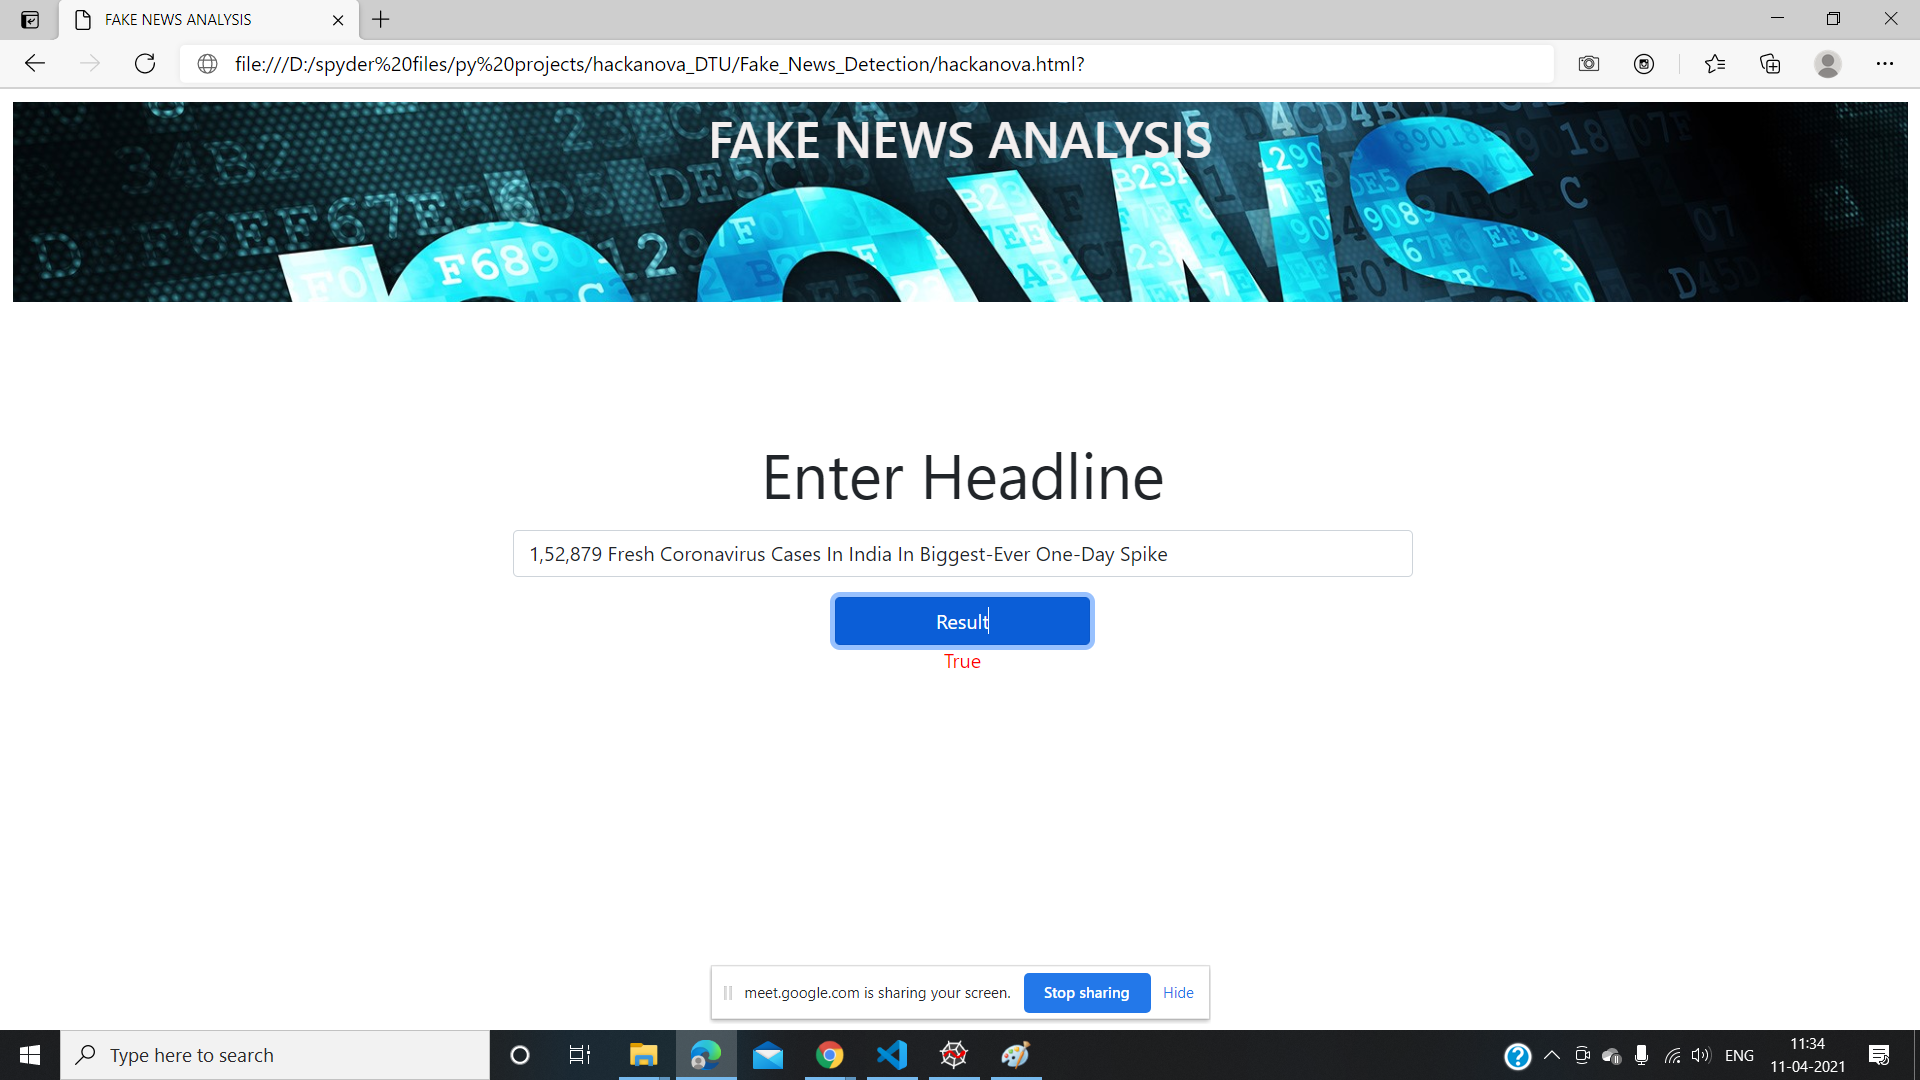 FAKE NEWS ANALYSIS
file:///D:/spyder%20files/py%20projects/hackanova_DTU/Fake_News_Detection/hackanova.html?
FAKE NEWS ANALYSIS
Enter Headline
1,52,879 Fresh Coronavirus Cases In India In Biggest-Ever One-Day Spike
Result
True
meet.google.com is sharing your screen. Stop sharing Hide
Type here to search
ENG
11:34
11-04-2021